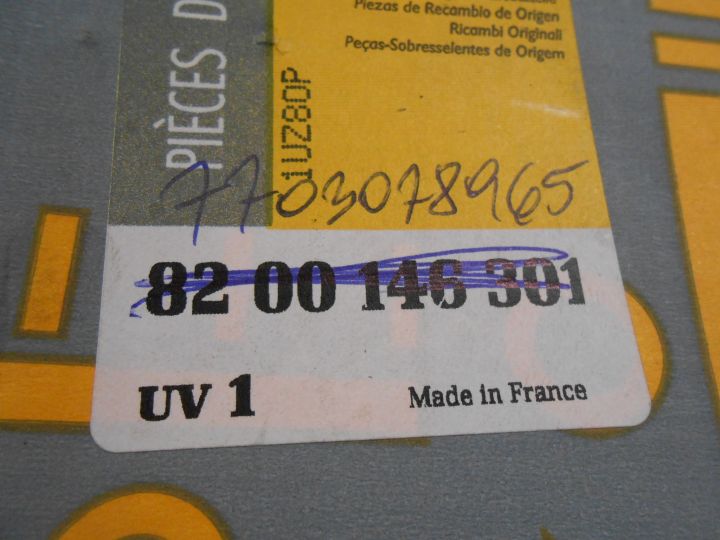 Piezas de Recambio de Origen
Ricambi Originali
Peças-Sobresselentes de Origem
PIÈCES D
1UZ80P
7703078965
82 00 146 301
UV 1
Made in France